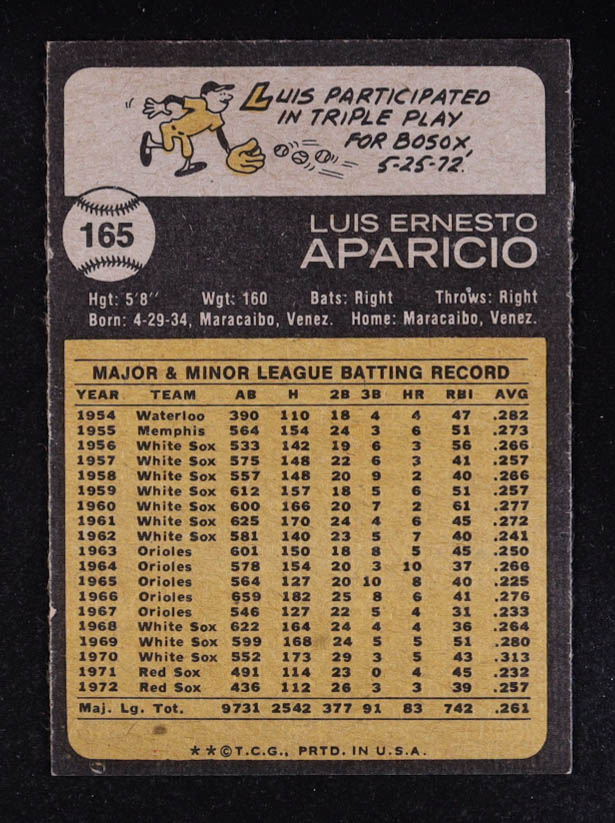 LUIS PARTICIPATED
IN TRIPLE PLAY
FOR BOSOX,
5-25-72.
165
LUIS ERNESTO
APARICIO
Hgt: 5'8" Wgt: 160 Bats: Right Throws: Right
Born: 4-29-34, Maracaibo, Venez. Home: Maracaibo, Venez.
MAJOR & MINOR LEAGUE BATTING RECORD
YEAR TEAM AB H 2B 3B HR RBI AVG
1954 Waterloo 390 110 18 4 4 47 .282
1955 Memphis 564 154 24 3 6 51 .273
1956 White Sox 533 142 19 6 3 56 .266
1957 White Sox 575 148 22 6 3 41 .257
1958 White Sox 557 148 20 9 2 40 .266
1959 White Sox 612 157 18 5 6 51 .257
1960 White Sox 600 166 20 7 2 61 .277
1961 White Sox 625 170 24 4 6 45 .272
1962 White Sox 581 140 23 5 7 40 .241
1963 Orioles 601 150 18 8 5 45 .250
1964 Orioles 578 154 20 3 10 37 .266
1965 Orioles 564 127 20 10 8 40 .225
1966 Orioles 659 182 25 8 6 41 .276
1967 Orioles 546 127 22 5 4 31 .233
1968 White Sox 622 164 24 4 4 36 .264
1969 White Sox 599 168 24 5 5 51 .280
1970 White Sox 552 173 29 3 5 43 .313
1971 Red Sox 491 114 23 0 4 45 .232
1972 Red Sox 436 112 26 3 3 39 .257
Maj. Lg. Tot. 9731 2542 377 91 83 742 .261
**©T.C.G., PRTD. IN U.S.A.